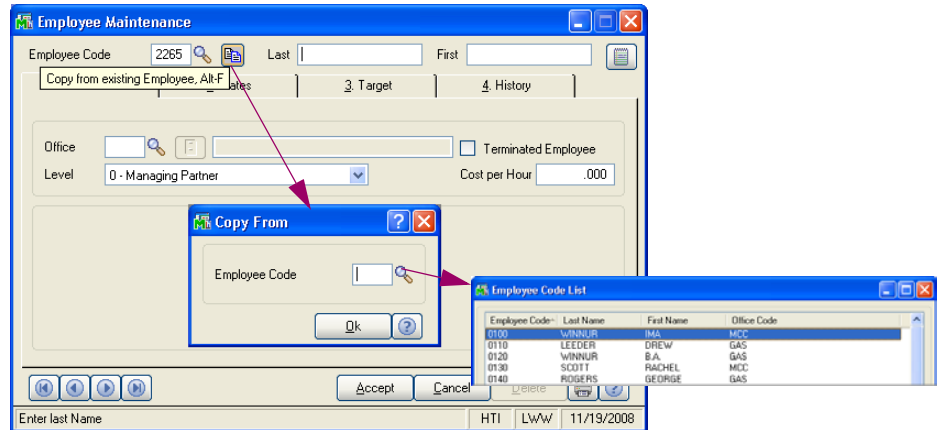 Employee Maintenance
Employee Code 2265 Last First
Copy from existing Employee, Alt-F
3. Target 4. History
Office Terminated Employee
Level 0 - Managing Partner Cost per Hour .000
Copy From
Employee Code
Ok
Employee Code List
Employee Code Last Name First Name Office Code
0100 WINNUR IMA MCC
0110 LEEDER DREW GAS
0120 WINNUR B.A. GAS
0130 SCOTT RACHEL MCC
0140 ROGERS GEORGE GAS
Accept Cancel Delete
Enter last Name HTI LWW 11/19/2008